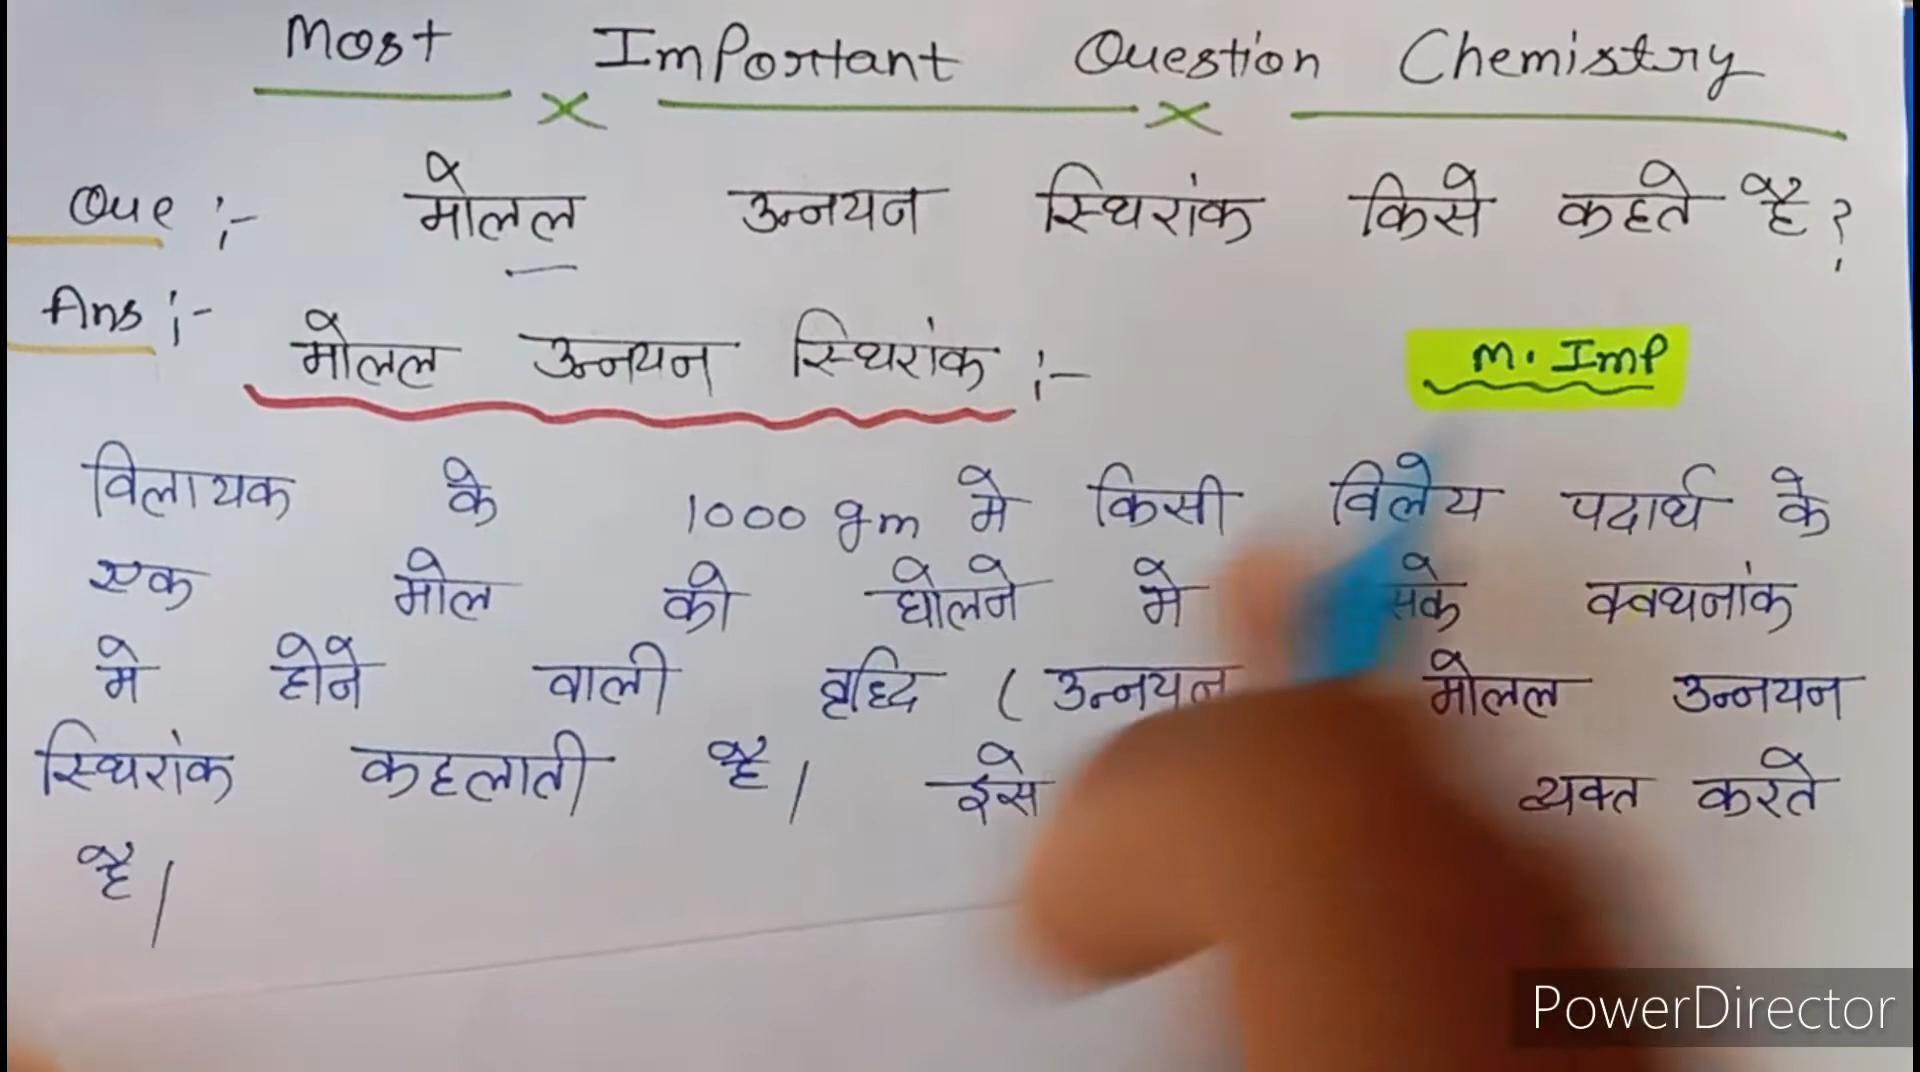 Most Important Question Chemistry
Que :- मोलल उन्नयन स्थिरांक किसे कहते है?
Ans :-
मोलल उन्नयन स्थिरांक :-
M. Imp
विलायक के 1000 gm मे किसी विलेय पदार्थ के
एक मोल को घोलने मे क्वथनांक
मे होने वाली वृध्दि (उन्नयन मोलल उन्नयन
स्थिरांक कहलाती है। इसे व्यक्त करते
है।
PowerDirector